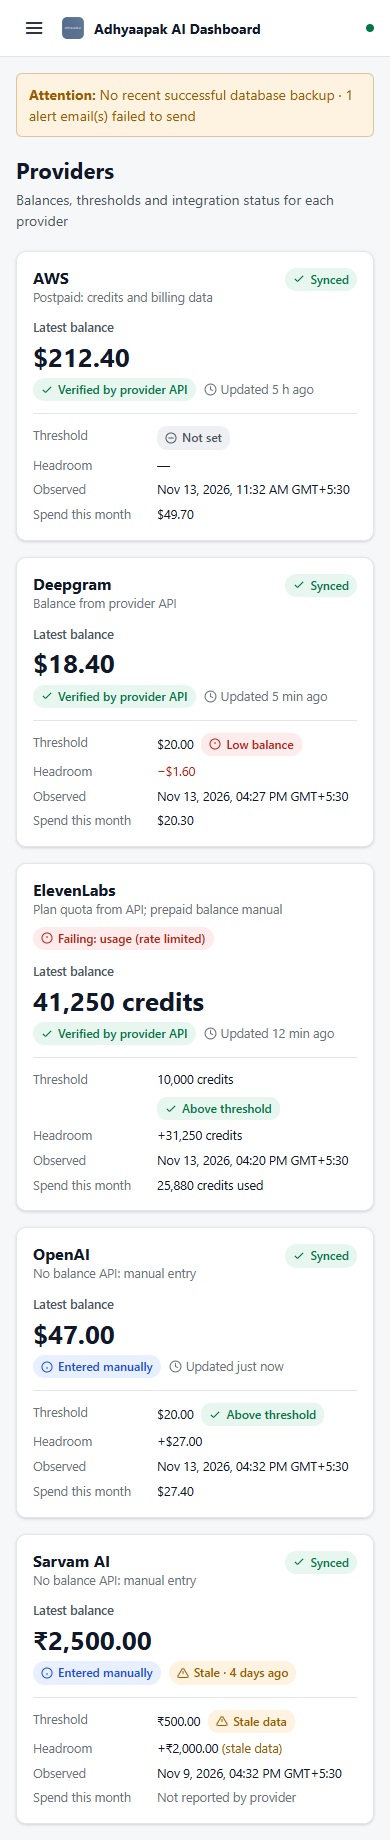 Adhyaapak AI Dashboard
Attention: No recent successful database backup · 1
alert email(s) failed to send
Providers
Balances, thresholds and integration status for each
provider
AWS
Synced
Postpaid: credits and billing data
Latest balance
$212.40
Verified by provider API
Updated 5 h ago
Threshold
Not set
Headroom
—
Observed
Nov 13, 2026, 11:32 AM GMT+5:30
Spend this month
$49.70
Deepgram
Synced
Balance from provider API
Latest balance
$18.40
Verified by provider API
Updated 5 min ago
Threshold
$20.00
Low balance
Headroom
−$1.60
Observed
Nov 13, 2026, 04:27 PM GMT+5:30
Spend this month
$20.30
ElevenLabs
Plan quota from API; prepaid balance manual
Failing: usage (rate limited)
Latest balance
41,250 credits
Verified by provider API
Updated 12 min ago
Threshold
10,000 credits
Above threshold
Headroom
+31,250 credits
Observed
Nov 13, 2026, 04:20 PM GMT+5:30
Spend this month
25,880 credits used
OpenAI
Synced
No balance API: manual entry
Latest balance
$47.00
Entered manually
Updated just now
Threshold
$20.00
Above threshold
Headroom
+$27.00
Observed
Nov 13, 2026, 04:32 PM GMT+5:30
Spend this month
$27.40
Sarvam AI
Synced
No balance API: manual entry
Latest balance
₹2,500.00
Entered manually
Stale · 4 days ago
Threshold
₹500.00
Stale data
Headroom
+₹2,000.00 (stale data)
Observed
Nov 9, 2026, 04:32 PM GMT+5:30
Spend this month
Not reported by provider